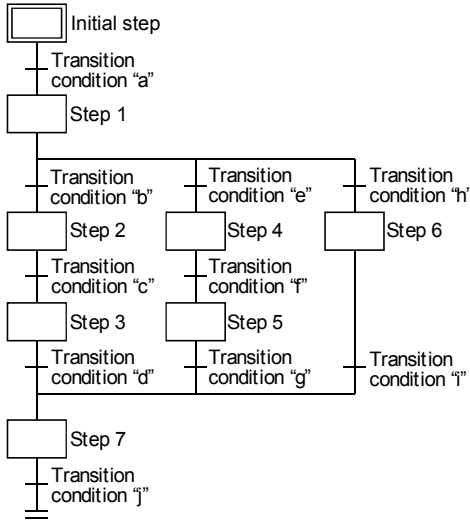 Initial step
Transition
condition “a”
Step 1
Transition
condition “b”
Transition
condition “e”
Transition
condition “h”
Step 2
Step 4
Step 6
Transition
condition “c”
Transition
condition “f”
Step 3
Step 5
Transition
condition “d”
Transition
condition “g”
Transition
condition “i”
Step 7
Transition
condition “j”